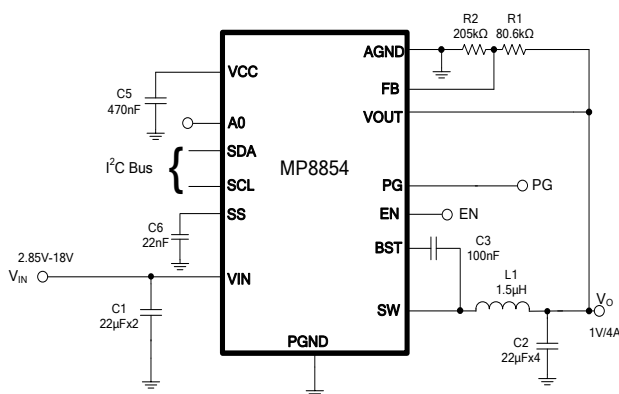 R2
205kΩ
R1
80.6kΩ
AGND
VCC
FB
C5
470nF
VOUT
A0
SDA
I²C Bus
{
MP8854
SCL
PG
PG
SS
EN
EN
C6
22nF
BST
C3
100nF
2.85V-18V
VIN
VIN
L1
1.5µH
C1
22µFx2
SW
VO
1V/4A
PGND
C2
22µFx4